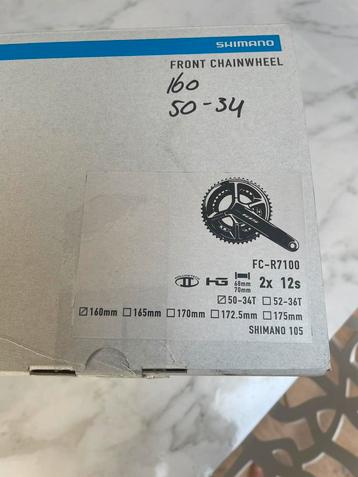 SHIMANO
FRONT CHAINWHEEL
160
50-34
FC-R7100
HG 68mm 70mm 2x 12s
☑50-34T ☐52-36T
☑160mm ☐165mm ☐170mm ☐172.5mm ☐175mm
SHIMANO 105